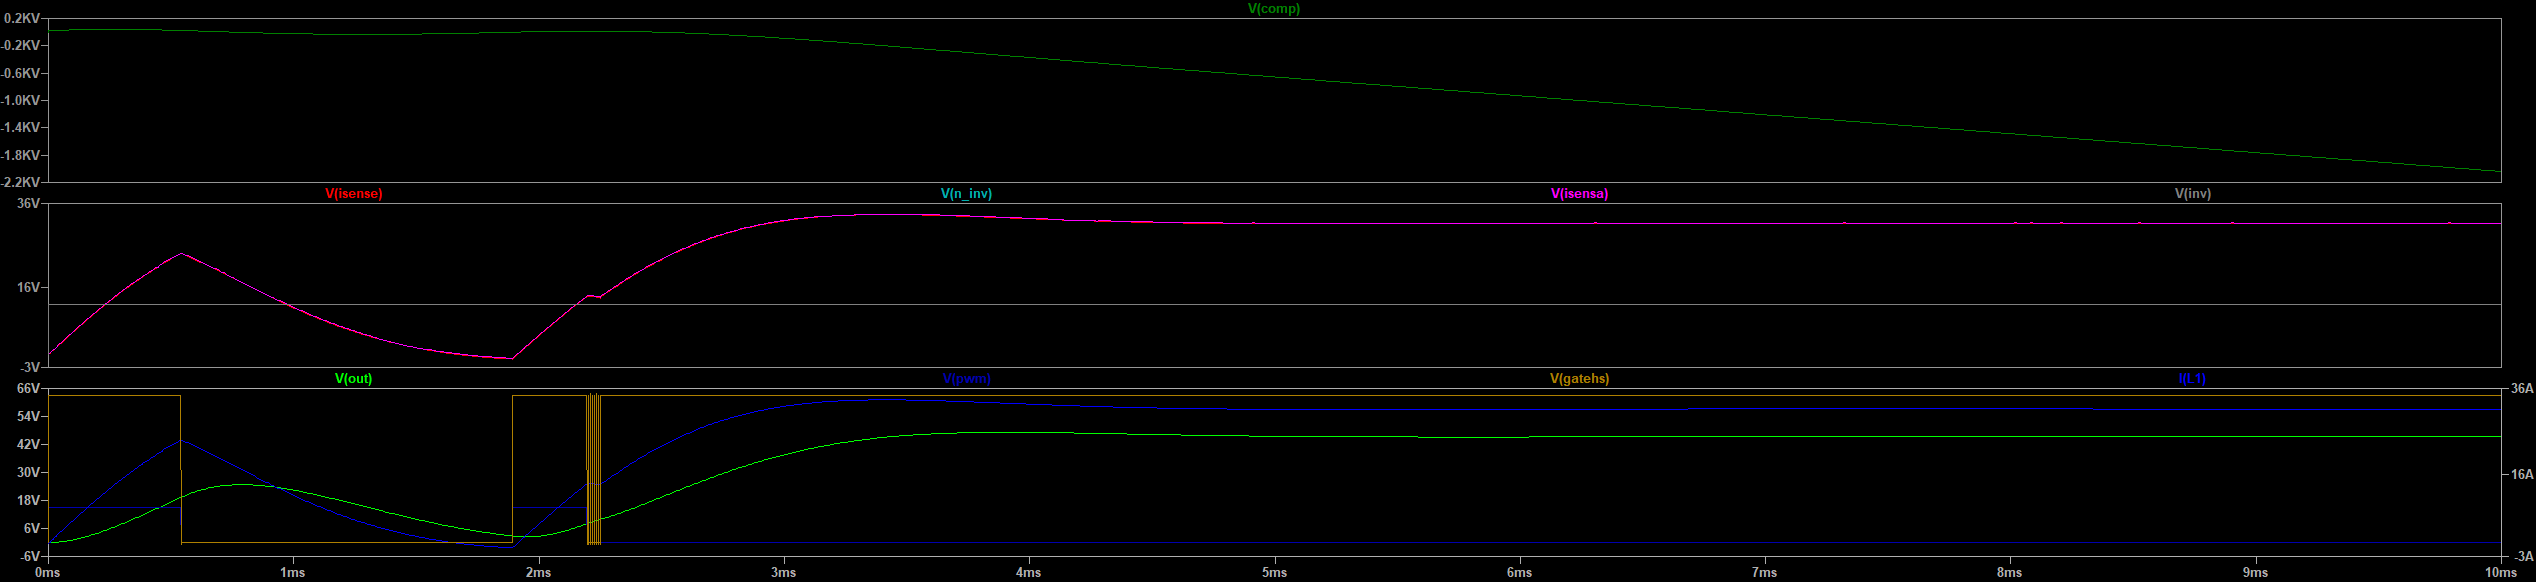 V(comp)
0.2KV
-0.2KV
-0.6KV
-1.0KV
-1.4KV
-1.8KV
-2.2KV
V(isense) V(n_inv) V(isensa) V(inv)
36V
16V
-3V
V(out) V(pwm) V(gatehs) I(L1)
66V 36A
54V
42V
30V 16A
18V
6V
-6V -3A
0ms 1ms 2ms 3ms 4ms 5ms 6ms 7ms 8ms 9ms 10ms